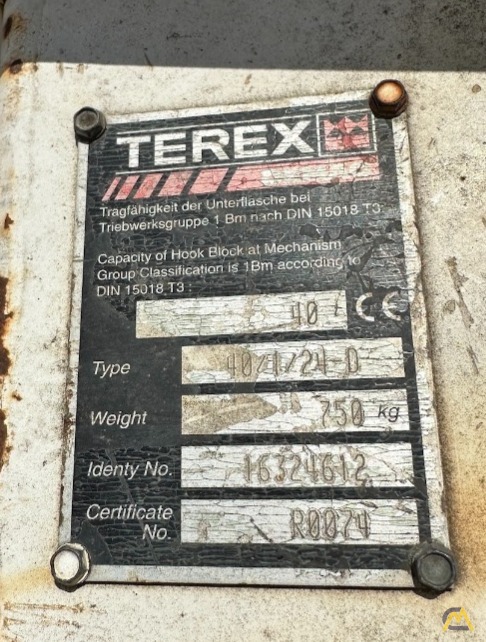 TEREX
Tragfähigkeit der Unterflasche bei
Triebwerksgruppe 1 Bm nach DIN 15018 T3
Capacity of Hook Block at Mechanism
Group Classification is 1Bm according to
DIN 15018 T3 :
40 t CE
Type 40/1/24-D
Weight 750 kg
Identy No. 16324612
Certificate
No. R0074